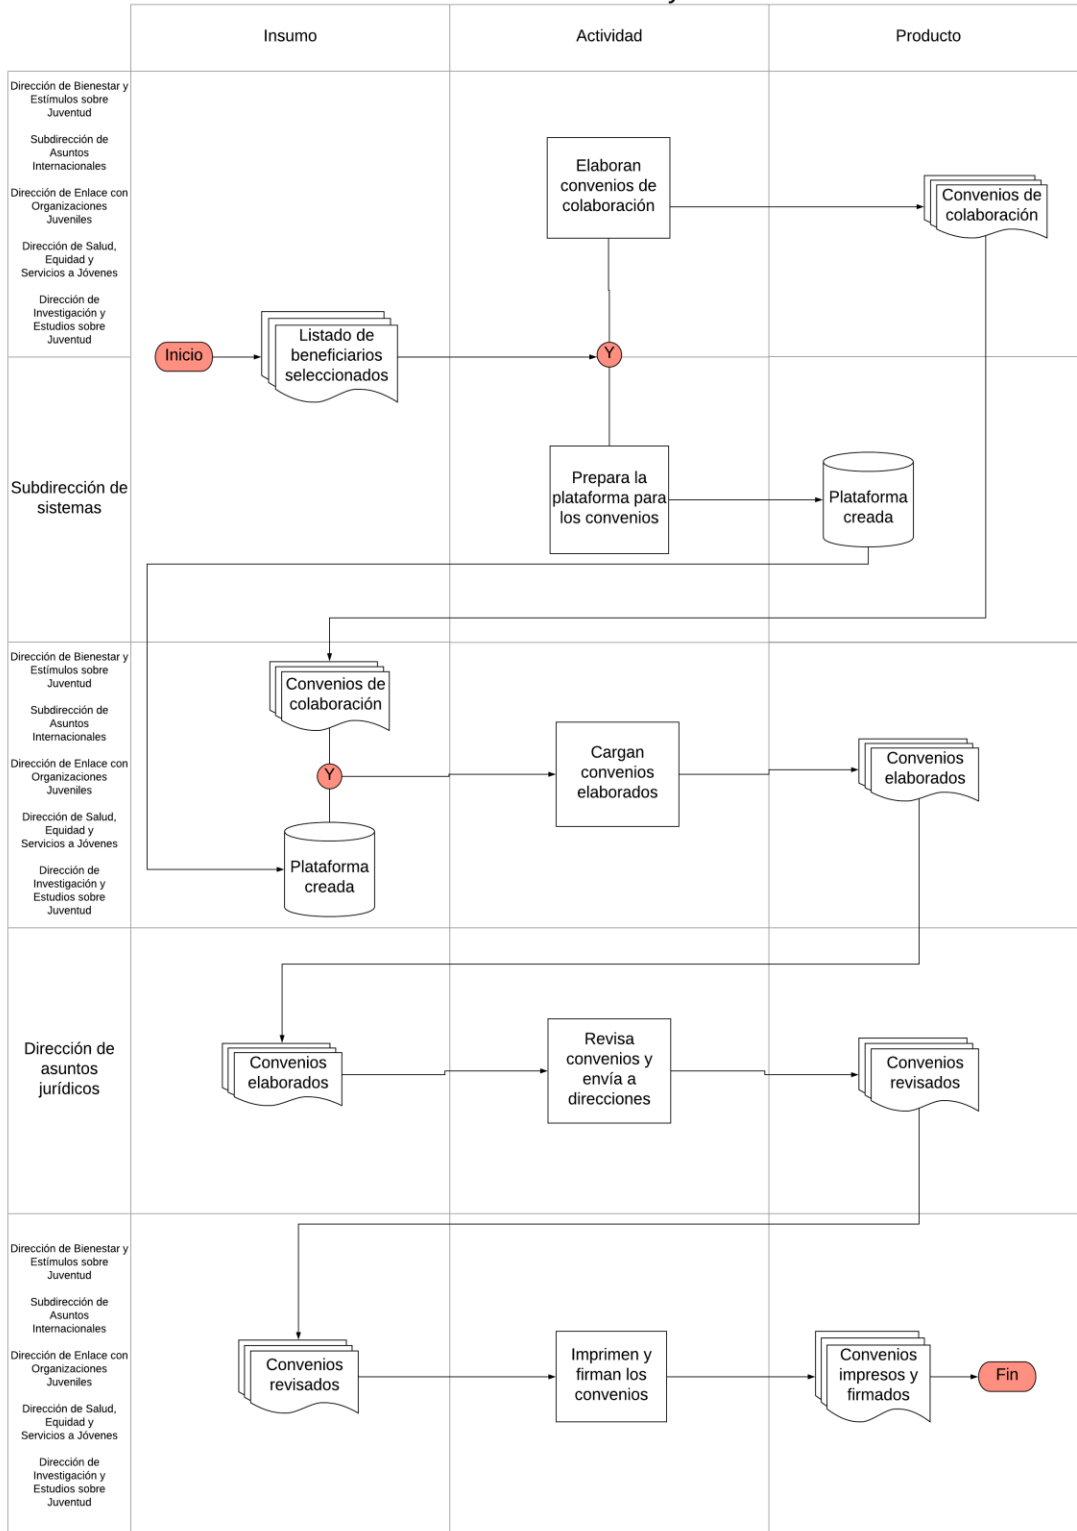 Insumo
Actividad
Producto
Dirección de Bienestar y
Estímulos sobre
Juventud
Subdirección de
Asuntos
Internacionales
Dirección de Enlace con
Organizaciones
Juveniles
Dirección de Salud,
Equidad y
Servicios a Jóvenes
Dirección de
Investigación y
Estudios sobre
Juventud
Elaboran
convenios de
colaboración
Convenios de
colaboración
Inicio
Listado de
beneficiarios
seleccionados
Y
Subdirección de
sistemas
Prepara la
plataforma para
los convenios
Plataforma
creada
Dirección de Bienestar y
Estímulos sobre
Juventud
Subdirección de
Asuntos
Internacionales
Dirección de Enlace con
Organizaciones
Juveniles
Dirección de Salud,
Equidad y
Servicios a Jóvenes
Dirección de
Investigación y
Estudios sobre
Juventud
Convenios de
colaboración
Y
Plataforma
creada
Cargan
convenios
elaborados
Convenios
elaborados
Dirección de
asuntos
jurídicos
Convenios
elaborados
Revisa
convenios y
envía a
direcciones
Convenios
revisados
Dirección de Bienestar y
Estímulos sobre
Juventud
Subdirección de
Asuntos
Internacionales
Dirección de Enlace con
Organizaciones
Juveniles
Dirección de Salud,
Equidad y
Servicios a Jóvenes
Dirección de
Investigación y
Estudios sobre
Juventud
Convenios
revisados
Imprimen y
firman los
convenios
Convenios
impresos y
firmados
Fin